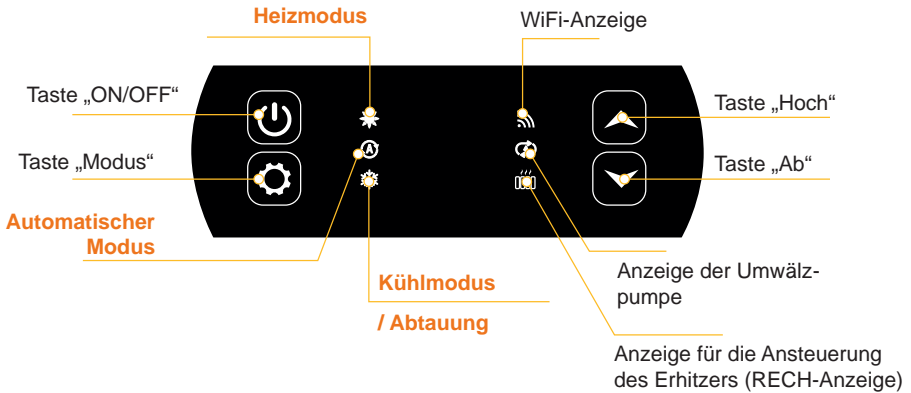 Heizmodus
WiFi-Anzeige
Taste „ON/OFF“
Taste „Hoch“
A
Taste „Modus“
Taste „Ab“
Automatischer
Modus
Kühlmodus
/ Abtauung
Anzeige der Umwälz-
pumpe
Anzeige für die Ansteuerung
des Erhitzers (RECH-Anzeige)